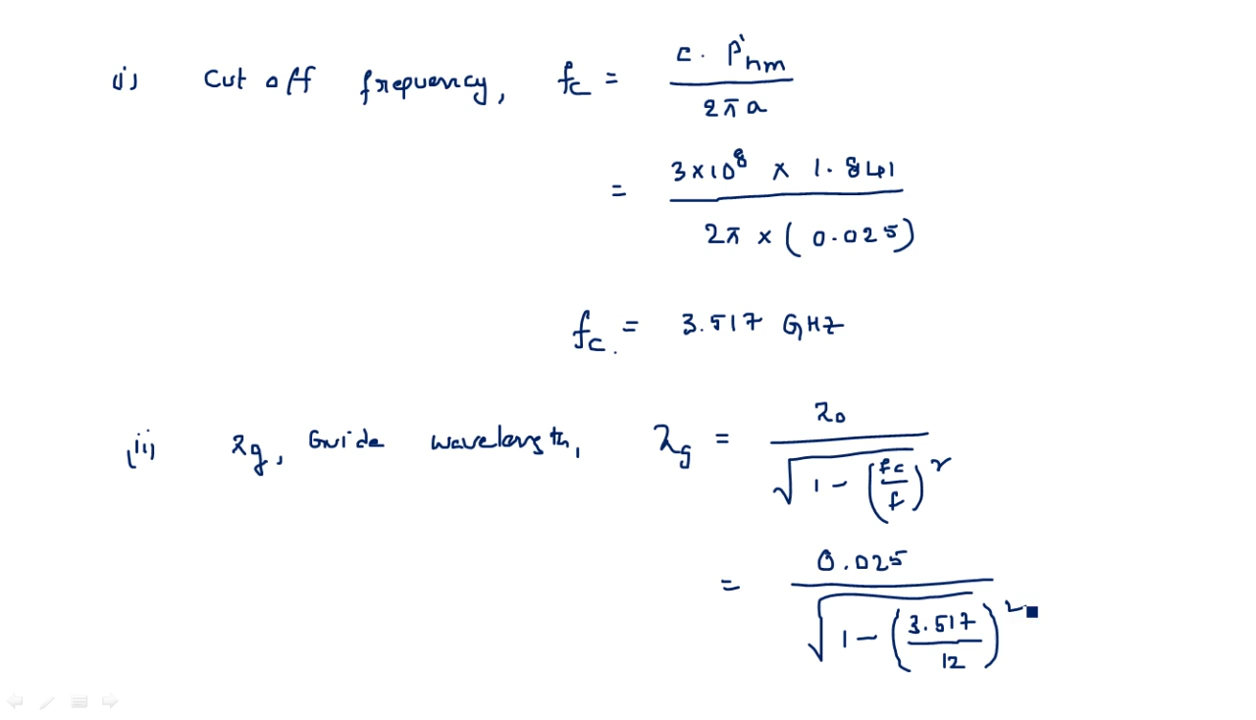 (i) Cut off frequency, fc = c. P'nm / 2πa
= 3×10^8 × 1.841 / 2π × (0.025)
fc. = 3.517 GHz
(ii) λg, Guide wavelength, λg = λ0 / √(1 - (fc/f)^2)
= 0.025 / √(1 - (3.517/12)^2)